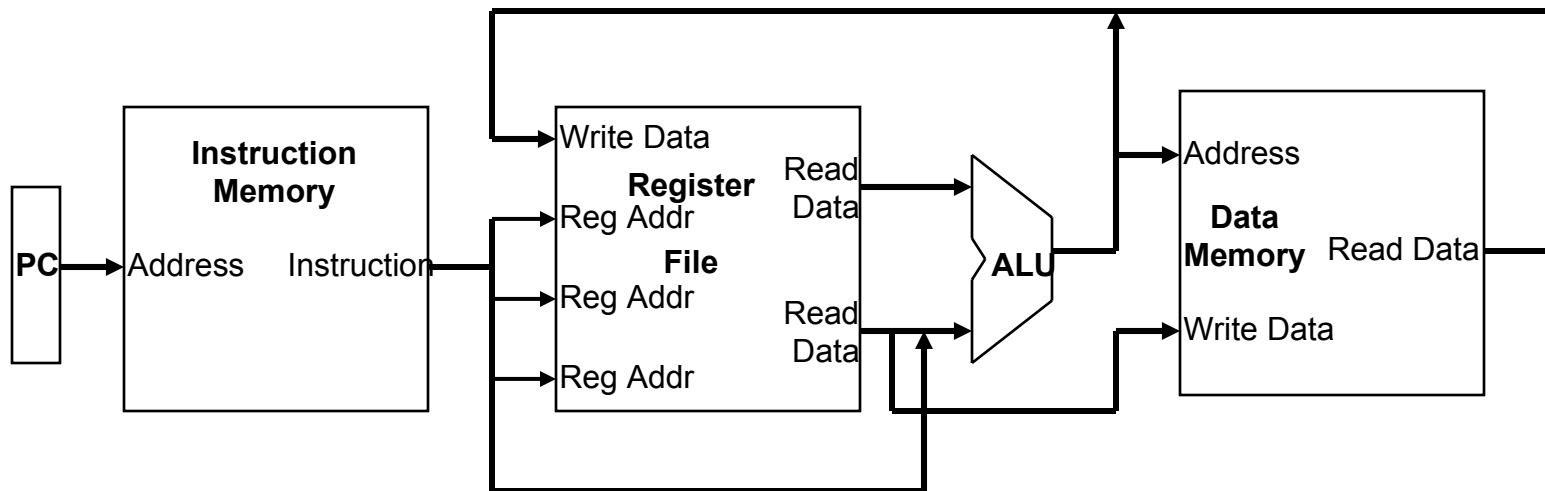 PC
Instruction
Memory
Address
Instruction
Write Data
Register
File
Reg Addr
Reg Addr
Reg Addr
Read
Data
Read
Data
ALU
Address
Data
Memory
Read Data
Write Data